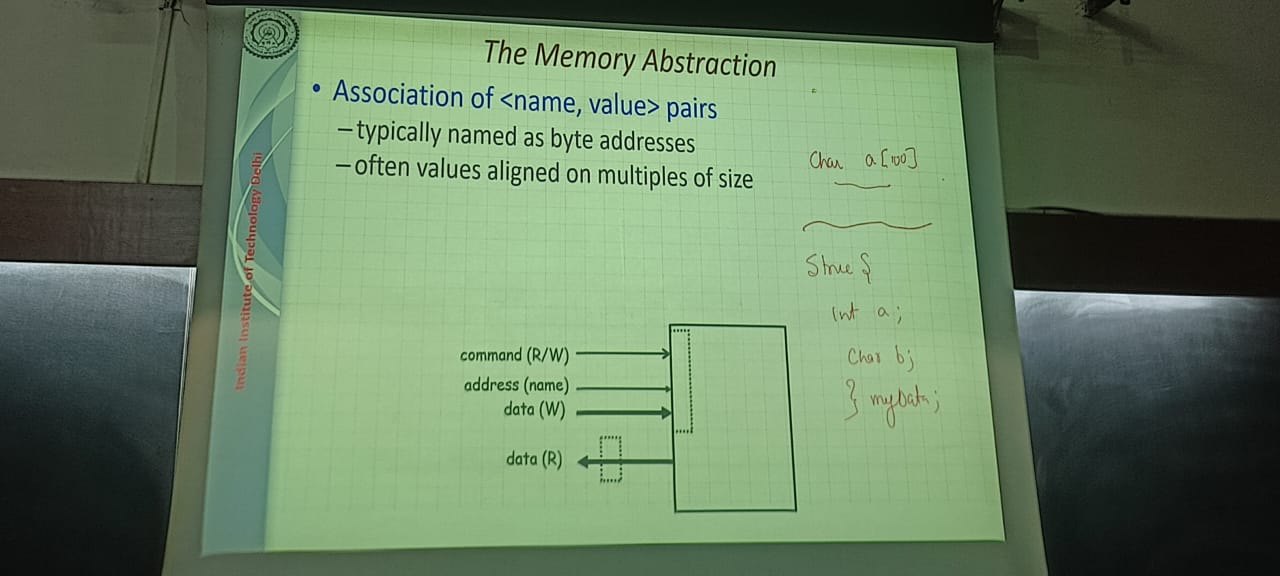 The Memory Abstraction
• Association of <name, value> pairs
– typically named as byte addresses
– often values aligned on multiples of size
Indian Institute of Technology Delhi
command (R/W)
address (name)
data (W)
data (R)
Char a[100]
Struc {
int a;
Char b;
} mydata;